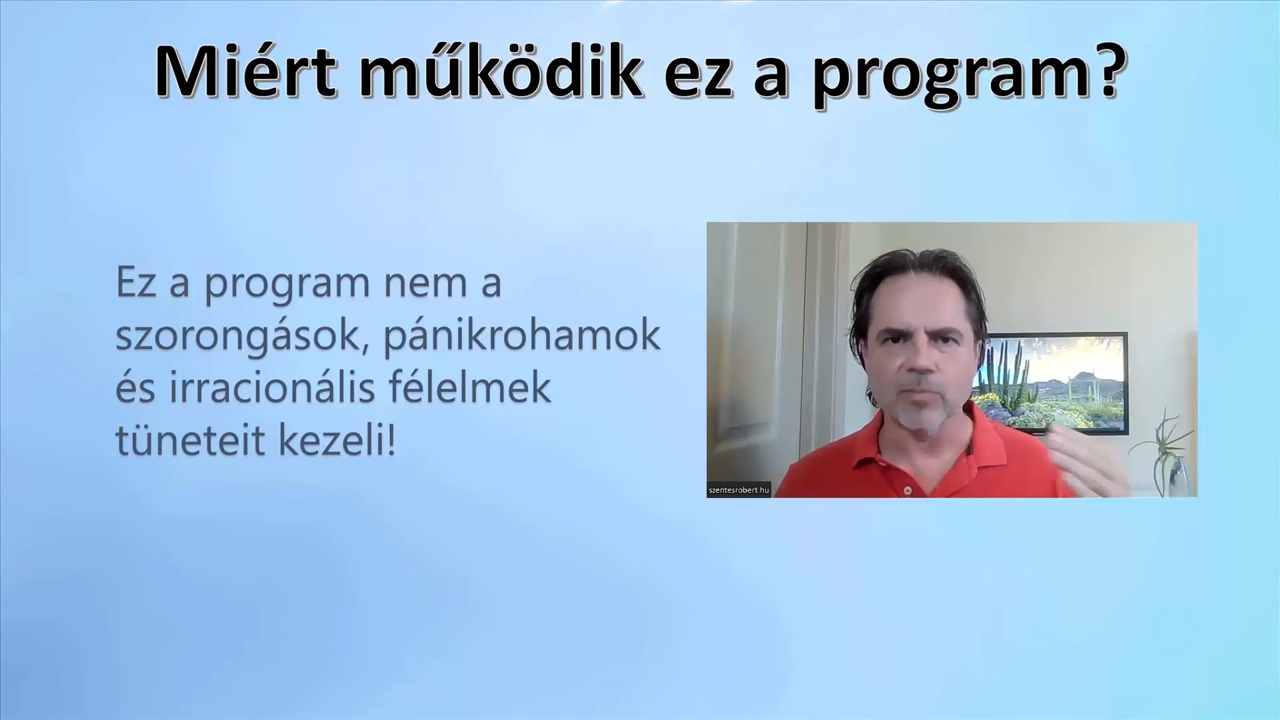 Miért működik ez a program?
Ez a program nem a
szorongások, pánikrohamok
és irracionális félelmek
tüneteit kezeli!
szentesrobert.hu